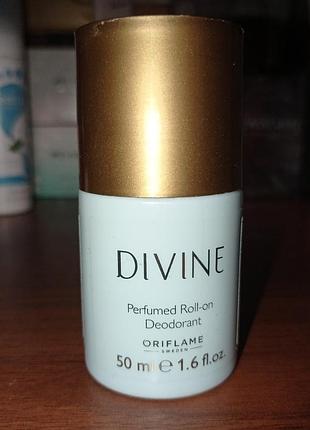 DIVINE
Perfumed Roll-on
Deodorant
ORIFLAME
SWEDEN
50 ml ℮ 1.6 fl.oz.